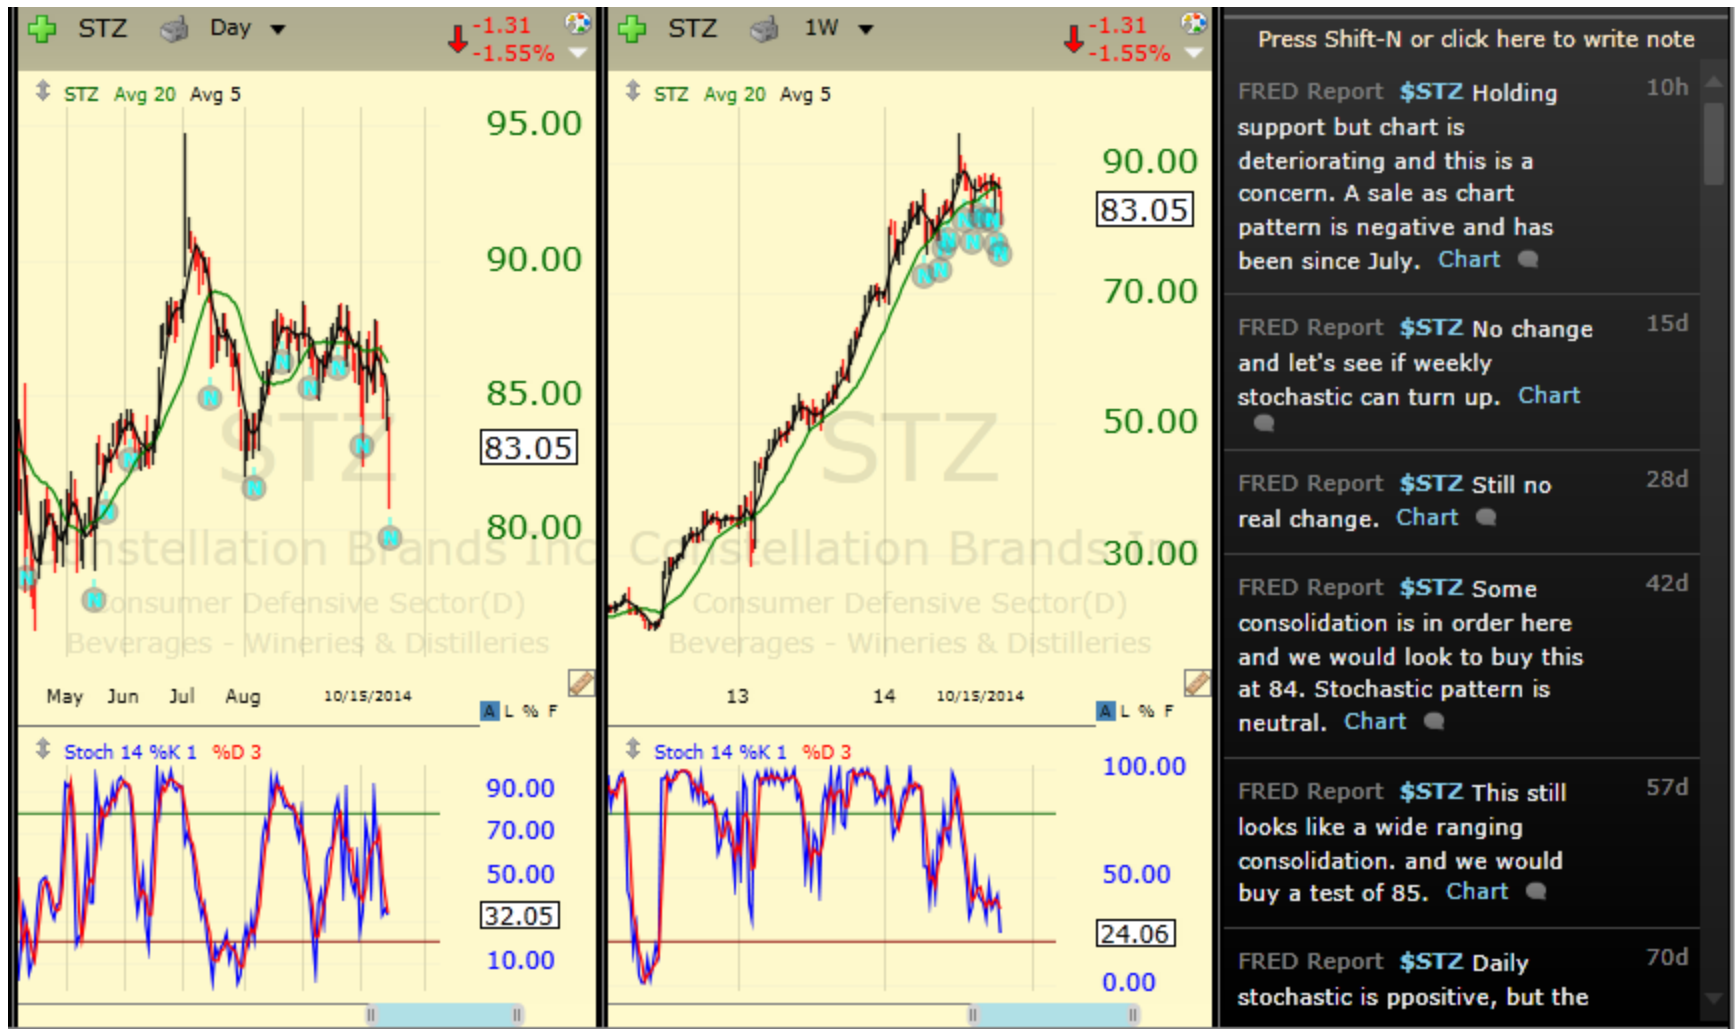 STZ Day
-1.31
-1.55%
STZ Avg 20 Avg 5
95.00
90.00
85.00
83.05
80.00
STZ
Constellation Brands Inc
Consumer Defensive Sector(D)
Beverages - Wineries & Distilleries
May Jun Jul Aug 10/15/2014
A L % F
Stoch 14 %K 1 %D 3
90.00
70.00
50.00
32.05
10.00
STZ 1W
-1.31
-1.55%
STZ Avg 20 Avg 5
90.00
83.05
70.00
50.00
30.00
STZ
Constellation Brands Inc
Consumer Defensive Sector(D)
Beverages - Wineries & Distilleries
13 14 10/15/2014
A L % F
Stoch 14 %K 1 %D 3
100.00
50.00
24.06
0.00
N
N
N
N
N
N
N
N
N
N
N
Press Shift-N or click here to write note
FRED Report $STZ Holding 10h
support but chart is
deteriorating and this is a
concern. A sale as chart
pattern is negative and has
been since July. Chart
FRED Report $STZ No change 15d
and let's see if weekly
stochastic can turn up. Chart
FRED Report $STZ Still no 28d
real change. Chart
FRED Report $STZ Some 42d
consolidation is in order here
and we would look to buy this
at 84. Stochastic pattern is
neutral. Chart
FRED Report $STZ This still 57d
looks like a wide ranging
consolidation. and we would
buy a test of 85. Chart
FRED Report $STZ Daily 70d
stochastic is ppositive, but the